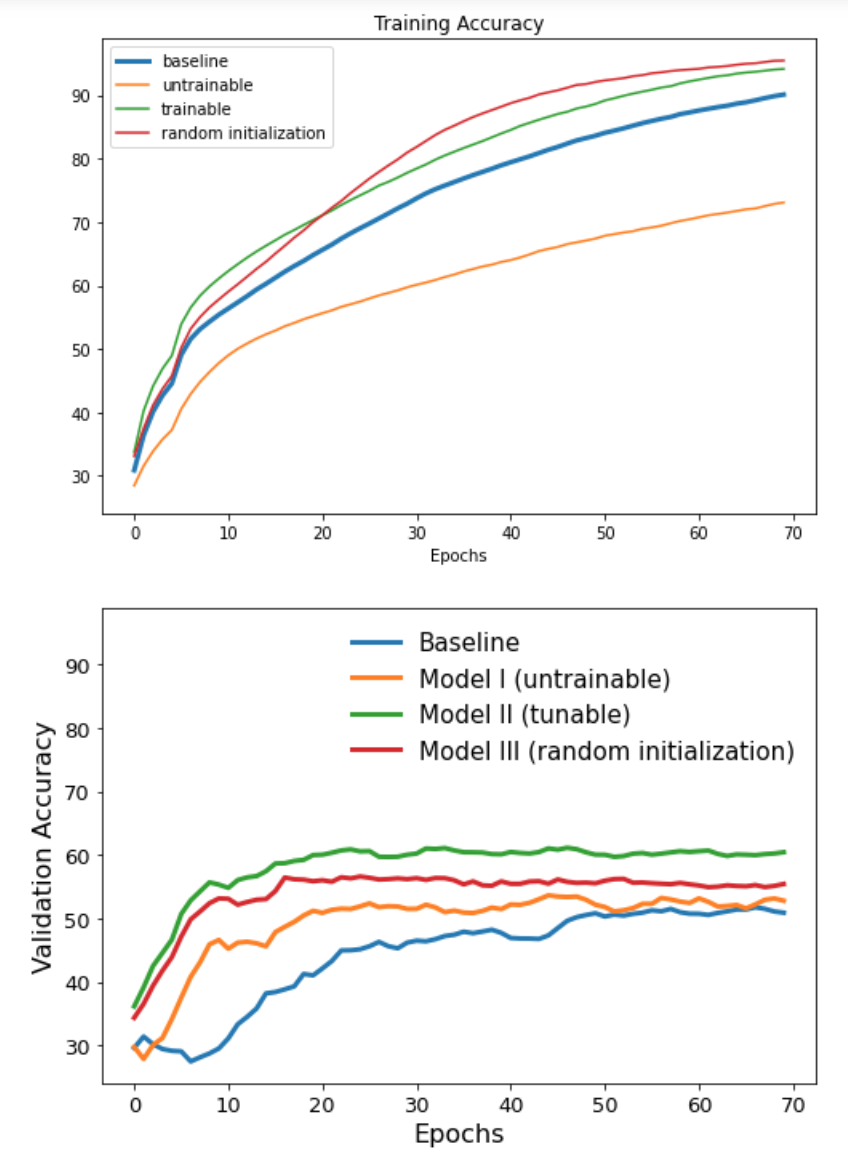 Training Accuracy
baseline
untrainable
trainable
random initialization
90
80
70
60
50
40
30
0 10 20 30 40 50 60 70
Epochs
Baseline
Model I (untrainable)
Model II (tunable)
Model III (random initialization)
Validation Accuracy
90
80
70
60
50
40
30
0 10 20 30 40 50 60 70
Epochs